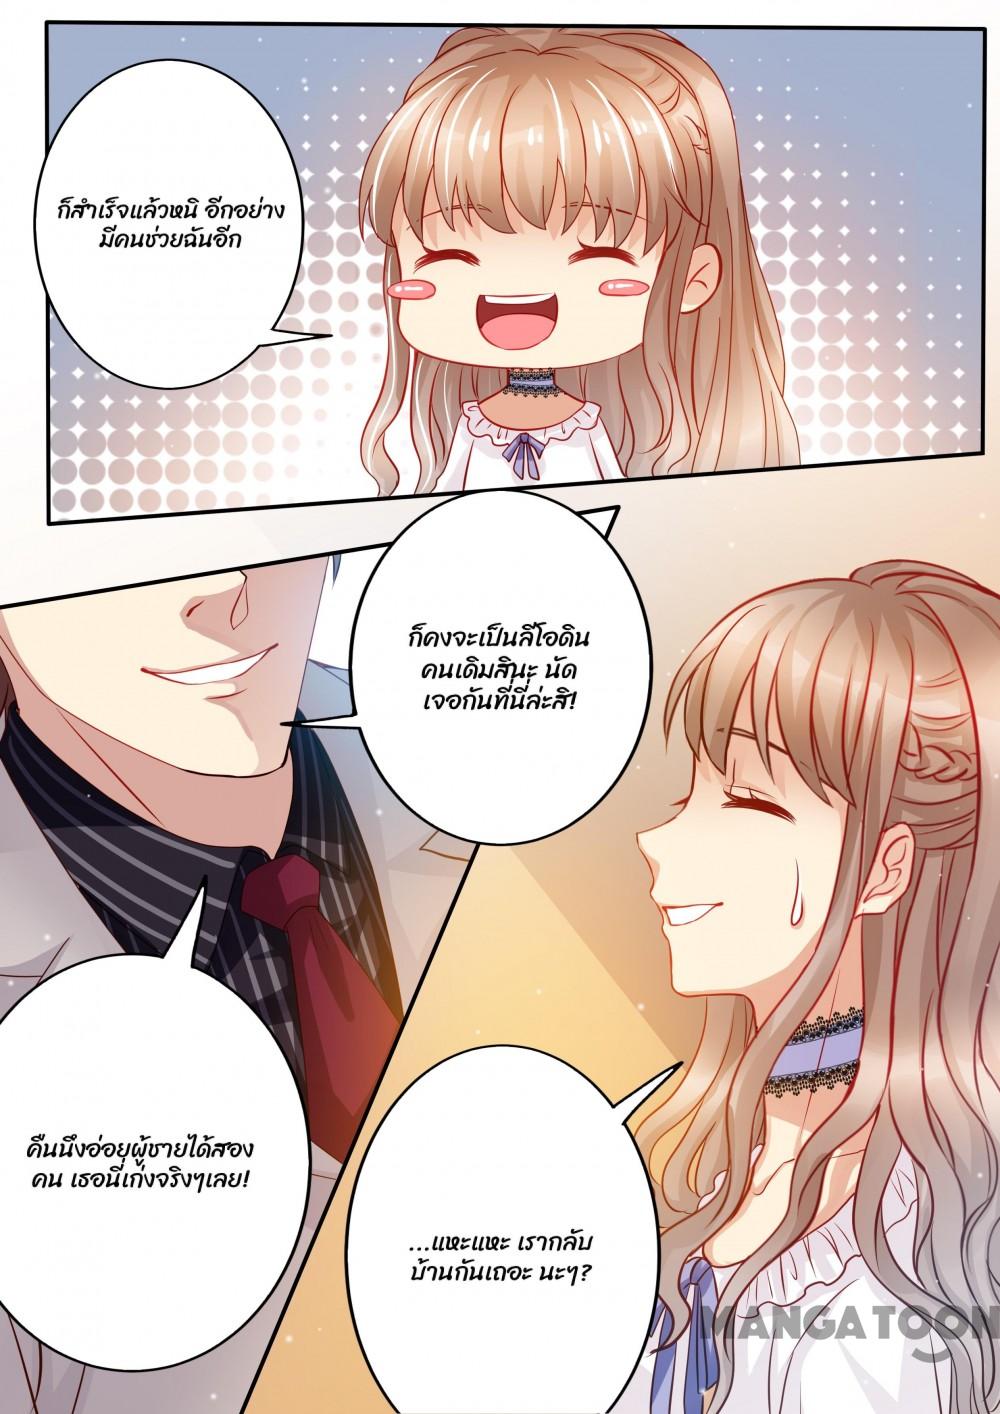 ก็สำเร็จแล้วหนิ อีกอย่าง
มีคนช่วยฉันอีก
ก็คงจะเป็นลีโอดิน
คนเดิมสินะ นัด
เจอกันที่นี่ล่ะสิ!
คืนนึงอ่อยผู้ชายได้สอง
คน เธอนี่เก่งจริงๆเลย!
...แหะแหะ เรากลับ
บ้านกันเถอะ นะๆ?
MANGATOON